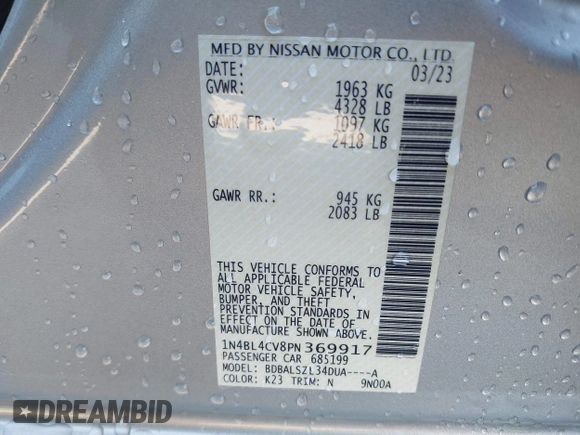 MFD BY NISSAN MOTOR CO., LTD.
DATE: 03/23
GVWR: 1963 KG
4328 LB
GAWR FR.: 1097 KG
2418 LB
GAWR RR.: 945 KG
2083 LB
THIS VEHICLE CONFORMS TO
ALL APPLICABLE FEDERAL
MOTOR VEHICLE SAFETY,
BUMPER, AND THEFT
PREVENTION STANDARDS IN
EFFECT ON THE DATE OF
MANUFACTURE SHOWN ABOVE.
1N4BL4CV8PN369917
PASSENGER CAR 685199
MODEL: BDBALSZL34DUA----A
COLOR: K23 TRIM: N 9N00A
DREAMBID